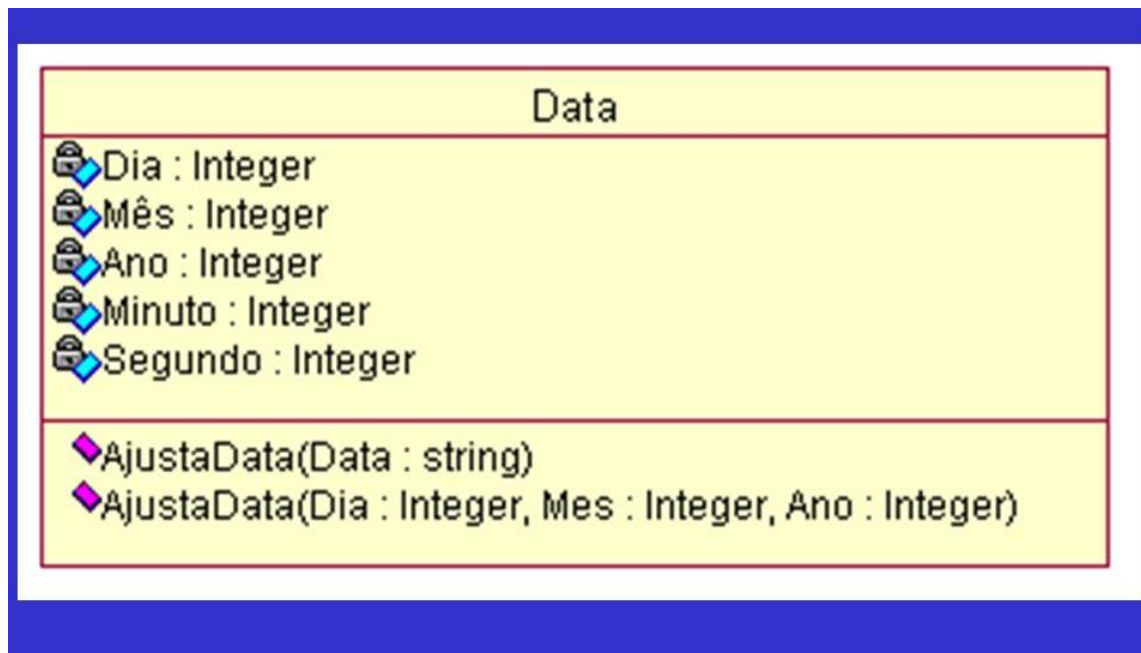 Data
Dia : Integer
Mês : Integer
Ano : Integer
Minuto : Integer
Segundo : Integer
AjustaData(Data : string)
AjustaData(Dia : Integer, Mes : Integer, Ano : Integer)